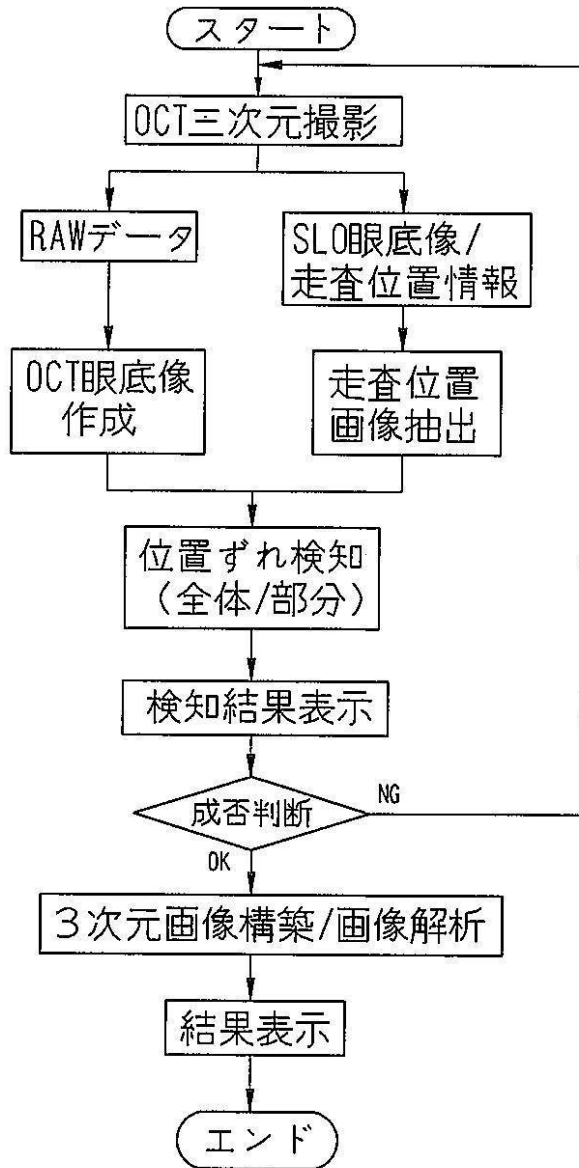 スタート
OCT三次元撮影
RAWデータ
SLO眼底像/
走査位置情報
OCT眼底像
作成
走査位置
画像抽出
位置ずれ検知
(全体/部分)
検知結果表示
成否判断
NG
OK
3次元画像構築/画像解析
結果表示
エンド